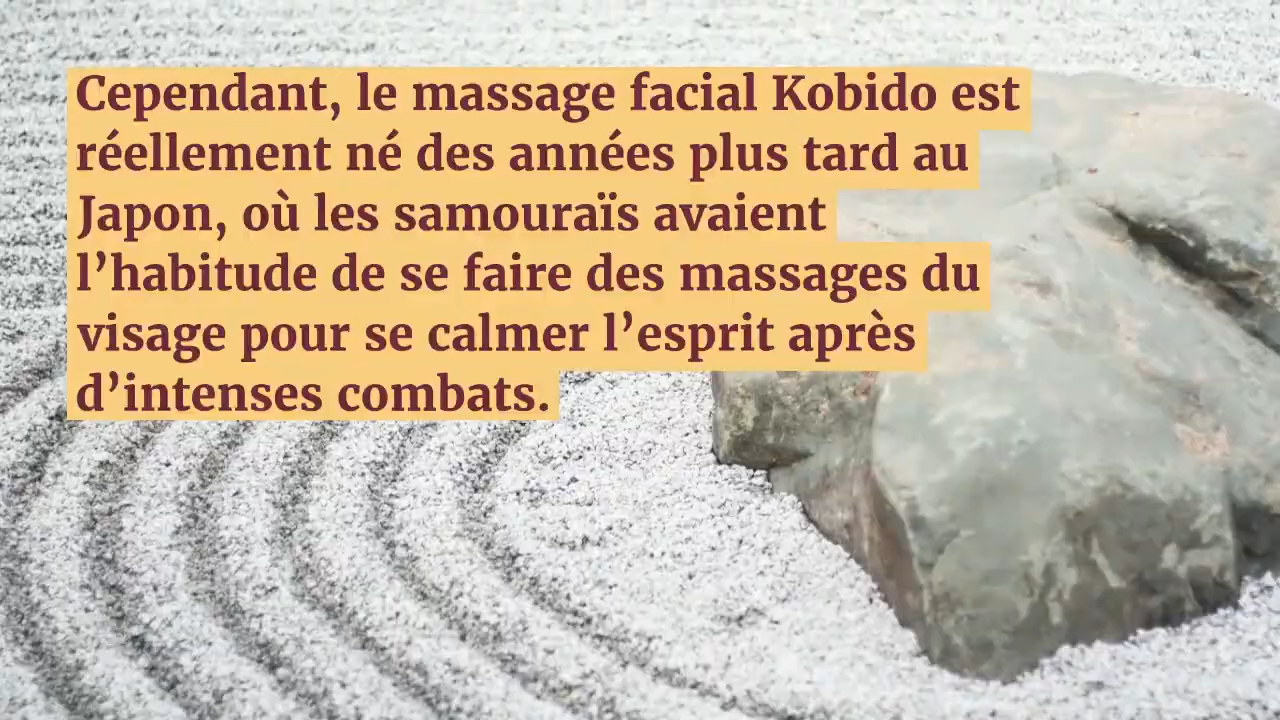 Cependant, le massage facial Kobido est
réellement né des années plus tard au
Japon, où les samouraïs avaient
l’habitude de se faire des massages du
visage pour se calmer l’esprit après
d’intenses combats.